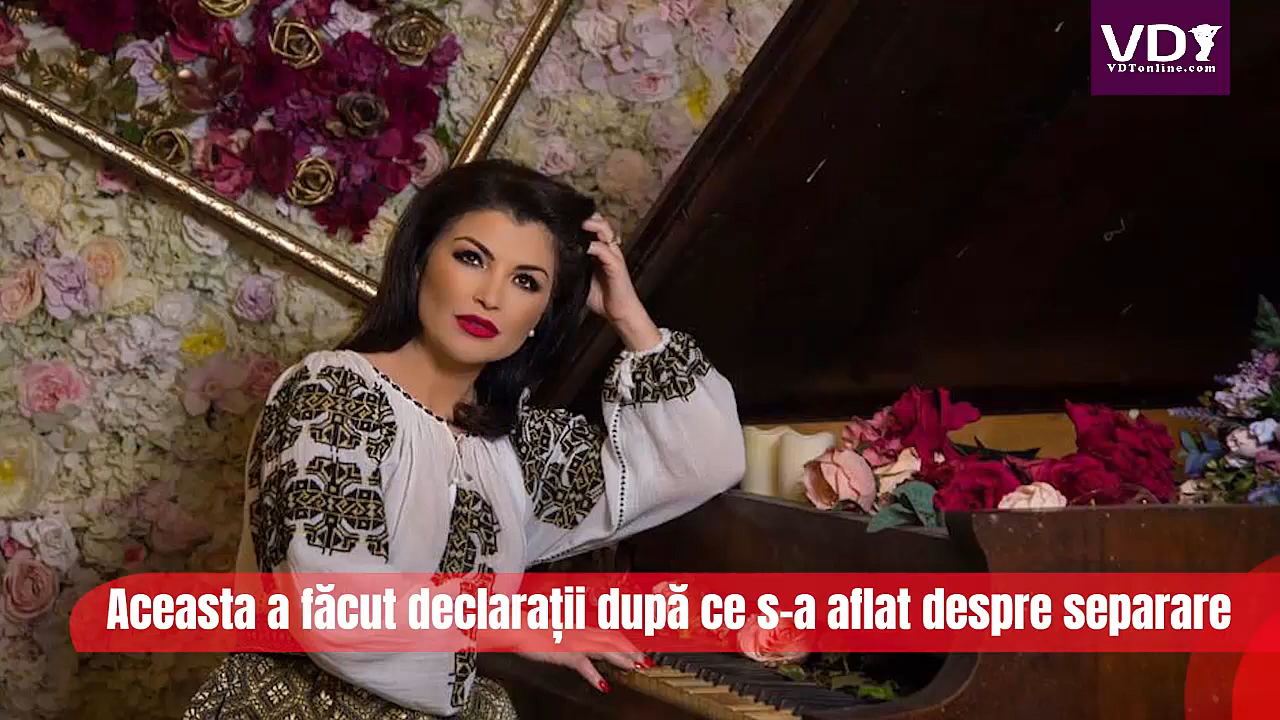 VDT
VDTonline.com
Aceasta a făcut declarații după ce s-a aflat despre separare